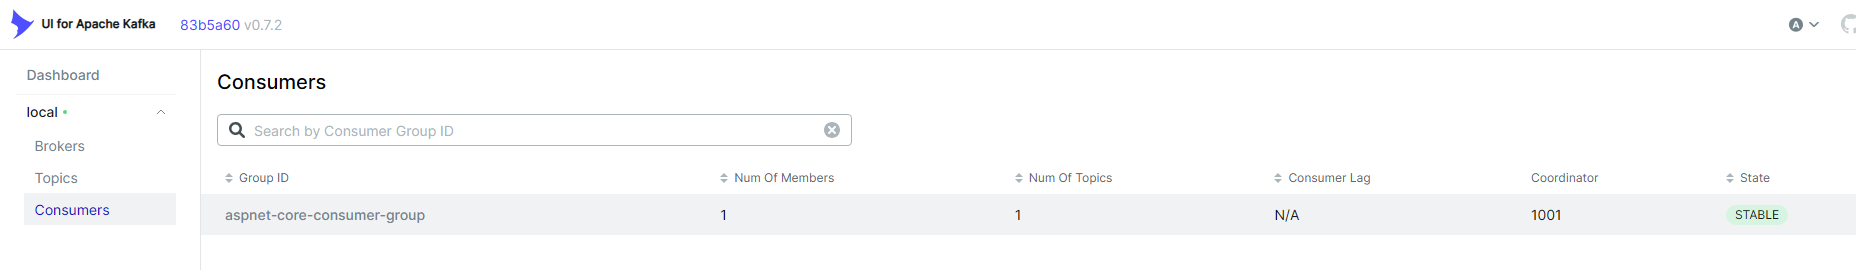 UI for Apache Kafka 83b5a60 v0.7.2 A
Dashboard
local
Brokers
Topics
Consumers
Consumers
Search by Consumer Group ID
Group ID Num Of Members Num Of Topics Consumer Lag Coordinator State
aspnet-core-consumer-group 1 1 N/A 1001 STABLE